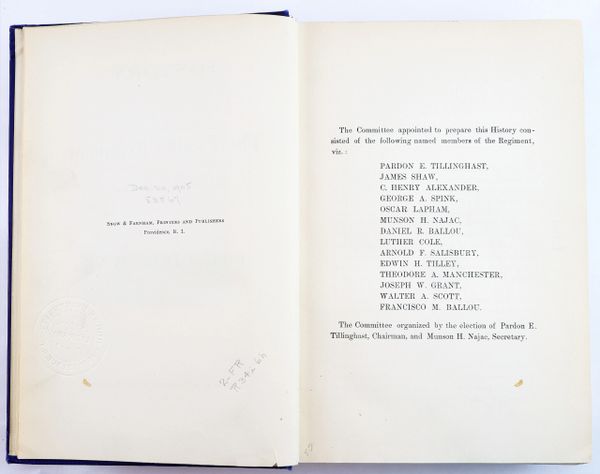 Snow & Farnham, Printers and Publishers
Providence, R. I.
The Committee appointed to prepare this History con-
sisted of the following named members of the Regiment,
viz.:
PARDON E. TILLINGHAST,
JAMES SHAW,
C. HENRY ALEXANDER,
GEORGE A. SPINK,
OSCAR LAPHAM,
MUNSON H. NAJAC,
DANIEL R. BALLOU,
LUTHER COLE,
ARNOLD F. SALISBURY,
EDWIN H. TILLEY,
THEODORE A. MANCHESTER,
JOSEPH W. GRANT,
WALTER A. SCOTT,
FRANCISCO M. BALLOU.
The Committee organized by the election of Pardon E.
Tillinghast, Chairman, and Munson H. Najac, Secretary.